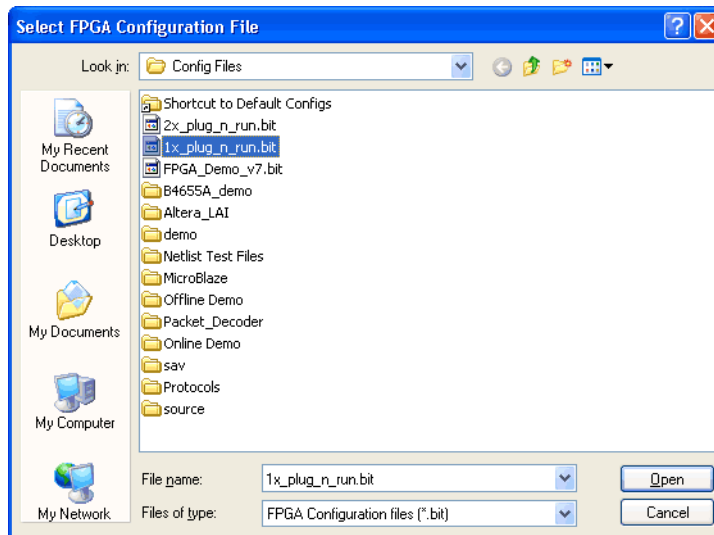 Select FPGA Configuration File
Look in:
Config Files
My Recent
Documents
Desktop
My Documents
My Computer
My Network
Shortcut to Default Configs
2x_plug_n_run.bit
1x_plug_n_run.bit
FPGA_Demo_v7.bit
B4655A_demo
Altera_LAI
demo
Netlist Test Files
MicroBlaze
Offline Demo
Packet_Decoder
Online Demo
sav
Protocols
source
File name:
1x_plug_n_run.bit
Open
Files of type:
FPGA Configuration files (*.bit)
Cancel